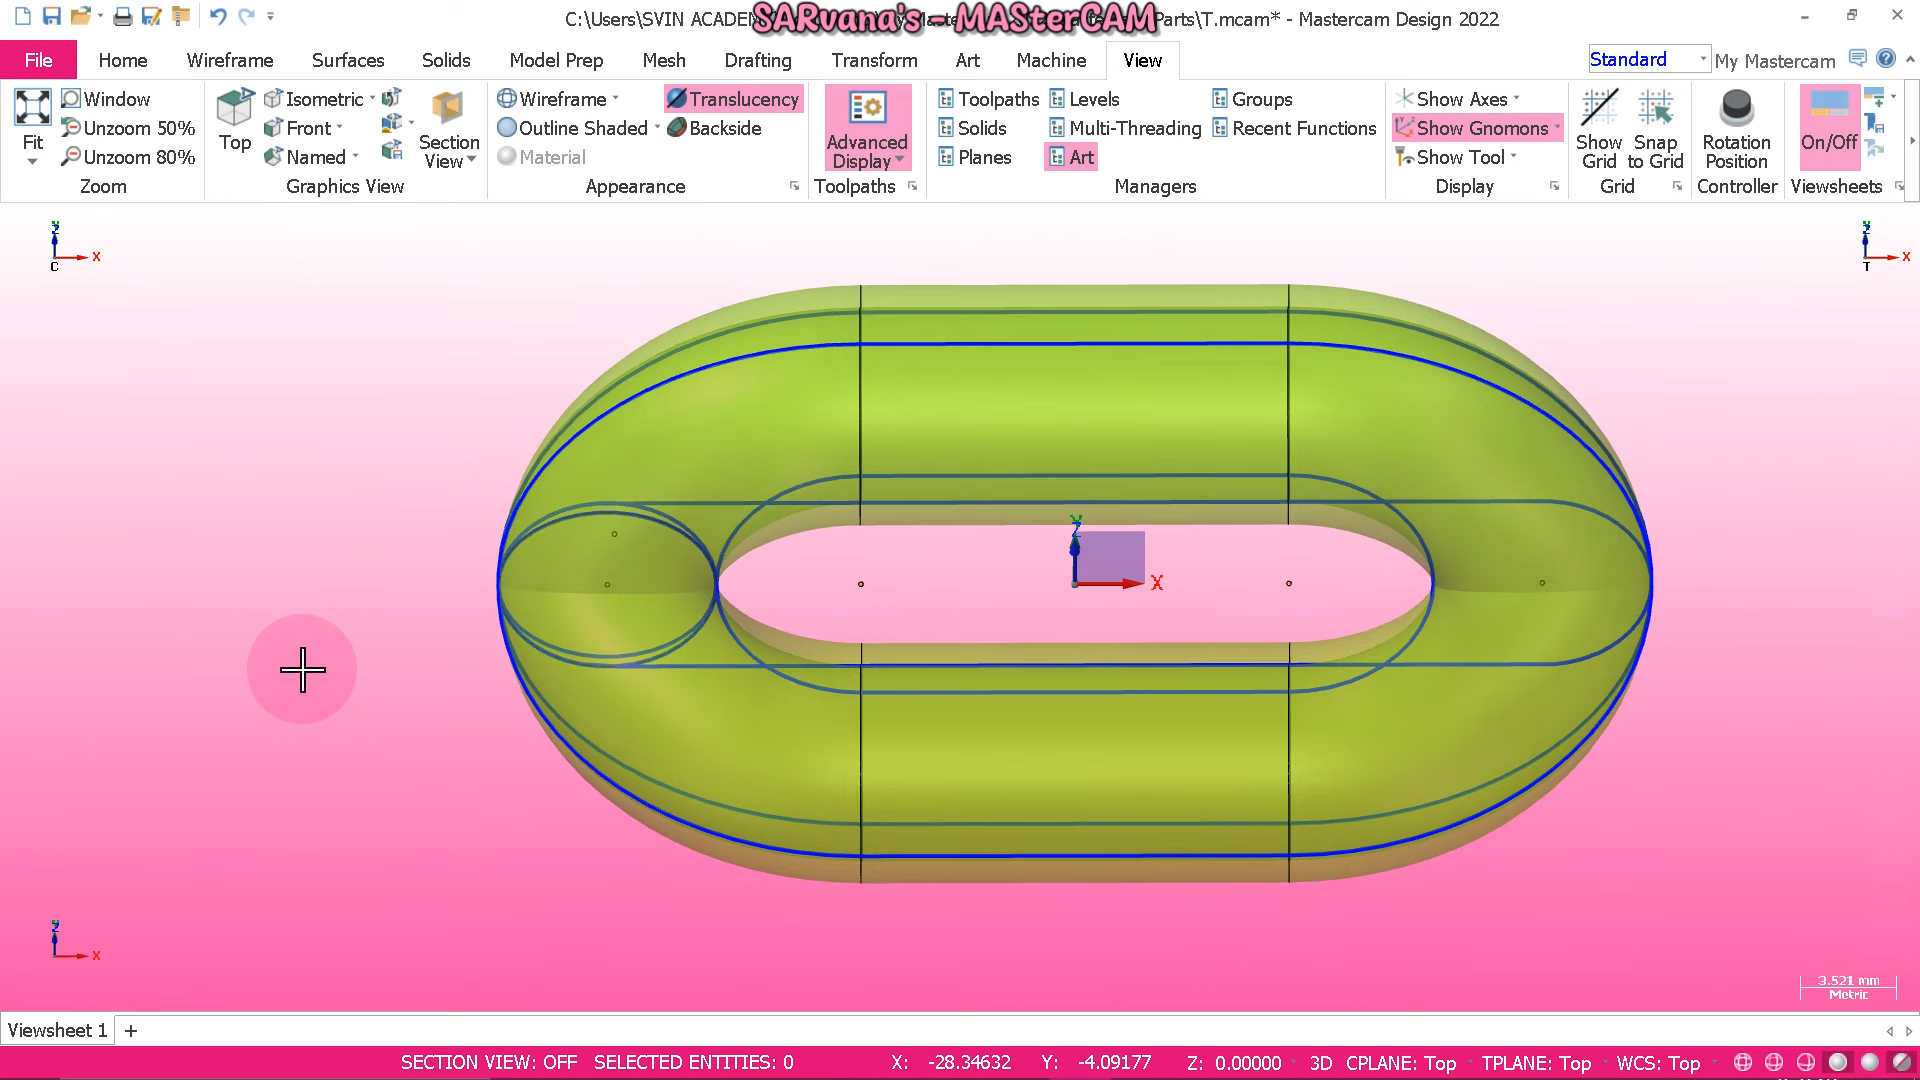 C:\Users\SVIN ACADEM
SARvana's - MASterCAM
Parts\T.mcam* - Mastercam Design 2022
File Home Wireframe Surfaces Solids Model Prep Mesh Drafting Transform Art Machine View
Standard My Mastercam
Fit
Window
Unzoom 50%
Unzoom 80%
Zoom
Top
Isometric
Front
Named
Section View
Graphics View
Wireframe
Outline Shaded
Material
Translucency
Backside
Appearance
Advanced Display
Toolpaths
Toolpaths
Solids
Planes
Levels
Multi-Threading
Art
Groups
Recent Functions
Managers
Show Axes
Show Gnomons
Show Tool
Display
Show Grid
Snap to Grid
Grid
Rotation Position
Controller
On/Off
Viewsheets
X
C
X
T
X
X
3.521 mm
Metric
Viewsheet 1 +
SECTION VIEW: OFF SELECTED ENTITIES: 0 X: -28.34632 Y: -4.09177 Z: 0.00000 3D CPLANE: Top TPLANE: Top WCS: Top